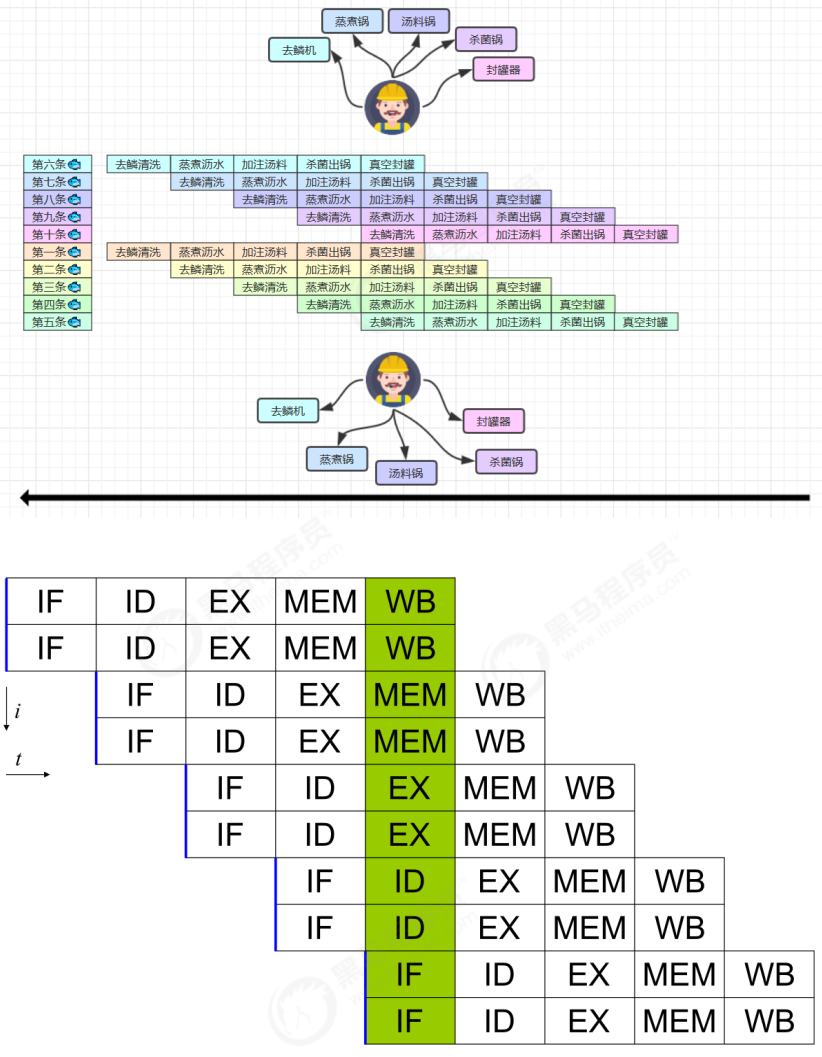 蒸煮锅 汤料锅
杀菌锅
去鳞机
封罐器
第六条 去鳞清洗 蒸煮沥水 加注汤料 杀菌出锅 真空封罐
第七条 去鳞清洗 蒸煮沥水 加注汤料 杀菌出锅 真空封罐
第八条 去鳞清洗 蒸煮沥水 加注汤料 杀菌出锅 真空封罐
第九条 去鳞清洗 蒸煮沥水 加注汤料 杀菌出锅 真空封罐
第十条 去鳞清洗 蒸煮沥水 加注汤料 杀菌出锅 真空封罐
第一条 去鳞清洗 蒸煮沥水 加注汤料 杀菌出锅 真空封罐
第二条 去鳞清洗 蒸煮沥水 加注汤料 杀菌出锅 真空封罐
第三条 去鳞清洗 蒸煮沥水 加注汤料 杀菌出锅 真空封罐
第四条 去鳞清洗 蒸煮沥水 加注汤料 杀菌出锅 真空封罐
第五条 去鳞清洗 蒸煮沥水 加注汤料 杀菌出锅 真空封罐
去鳞机
封罐器
蒸煮锅
杀菌锅
汤料锅
黑马程序员 黑马程序员
www.itheima.com www.itheima.com
IF ID EX MEM WB
IF ID EX MEM WB
IF ID EX MEM WB
i
IF ID EX MEM WB
t
IF ID EX MEM WB
IF ID EX MEM WB
IF ID EX MEM WB
IF ID EX MEM WB
IF ID EX MEM WB
IF ID EX MEM WB